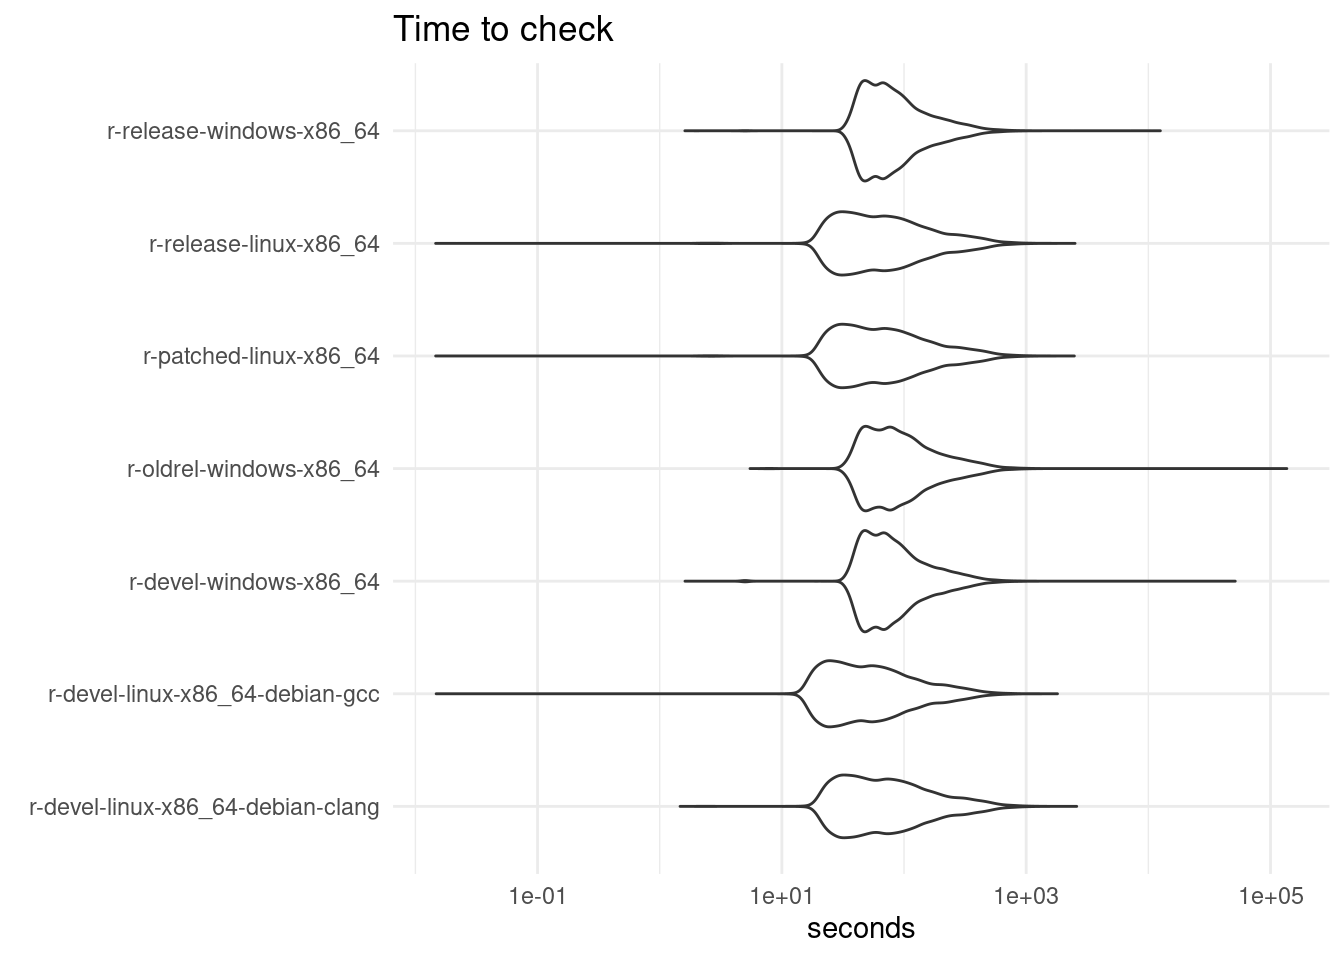 Time to check
r-release-windows-x86_64
r-release-linux-x86_64
r-patched-linux-x86_64
r-oldrel-windows-x86_64
r-devel-windows-x86_64
r-devel-linux-x86_64-debian-gcc
r-devel-linux-x86_64-debian-clang
1e-01 1e+01 1e+03 1e+05
seconds